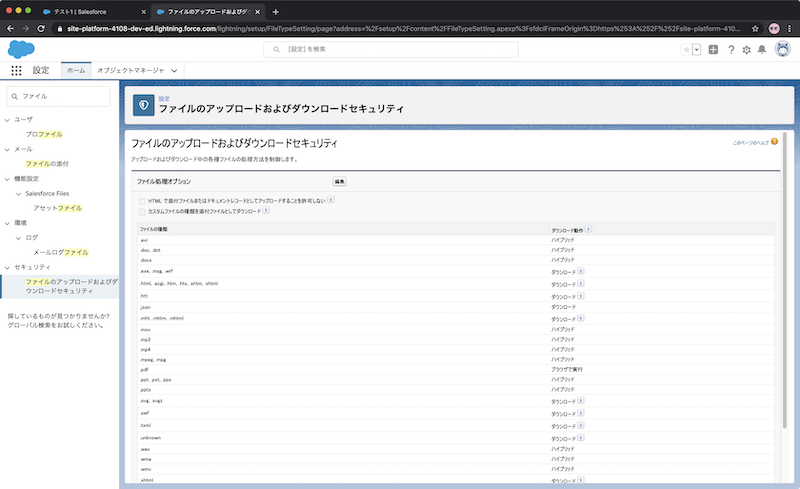 テスト1 | Salesforce
ファイルのアップロードおよびダウ
site-platform-4108-dev-ed.lightning.force.com/lightning/setup/FileTypeSetting/page?address=%2Fsetup%2Fcontent%2FFileTypeSetting.apexp%3FsfdcIFrameOrigin%3Dhttps%253A%252F%252Fsite-platform-410...
[設定] を検索
設定
ホーム
オブジェクトマネージャ
ファイル
ユーザ
プロファイル
メール
ファイルの添付
機能設定
Salesforce Files
アセットファイル
環境
ログ
メールログファイル
セキュリティ
ファイルのアップロードおよびダ
ウンロードセキュリティ
探しているものが見つかりませんか?
グローバル検索をお試しください。
設定
ファイルのアップロードおよびダウンロードセキュリティ
ファイルのアップロードおよびダウンロードセキュリティ
このページのヘルプ
アップロードおよびダウンロード中の各種ファイルの処理方法を制御します。
ファイル処理オプション
編集
HTML で添付ファイルまたはドキュメントレコードとしてアップロードすることを許可しない
カスタムファイルの種類を添付ファイルとしてダウンロード
ファイルの種類 ダウンロード動作
.avi ハイブリッド
.doc, .dot ハイブリッド
.docx ハイブリッド
.exe, .msg, .wrf ダウンロード
.html, .acgi, .htm, .htx, .shtm, .shtml ダウンロード
.htt ダウンロード
.json ダウンロード
.mht, .mhtm, .mhtml ダウンロード
.mov ハイブリッド
.mp3 ハイブリッド
.mp4 ハイブリッド
.mpeg, .mpg ハイブリッド
.pdf ブラウザで実行
.ppt, .pot, .pps ハイブリッド
.pptx ハイブリッド
.svg, .svgz ダウンロード
.swf ダウンロード
.txml ダウンロード
.unknown ダウンロード
.wav ハイブリッド
.wma ハイブリッド
.wmv ハイブリッド
.xhtml ダウンロード